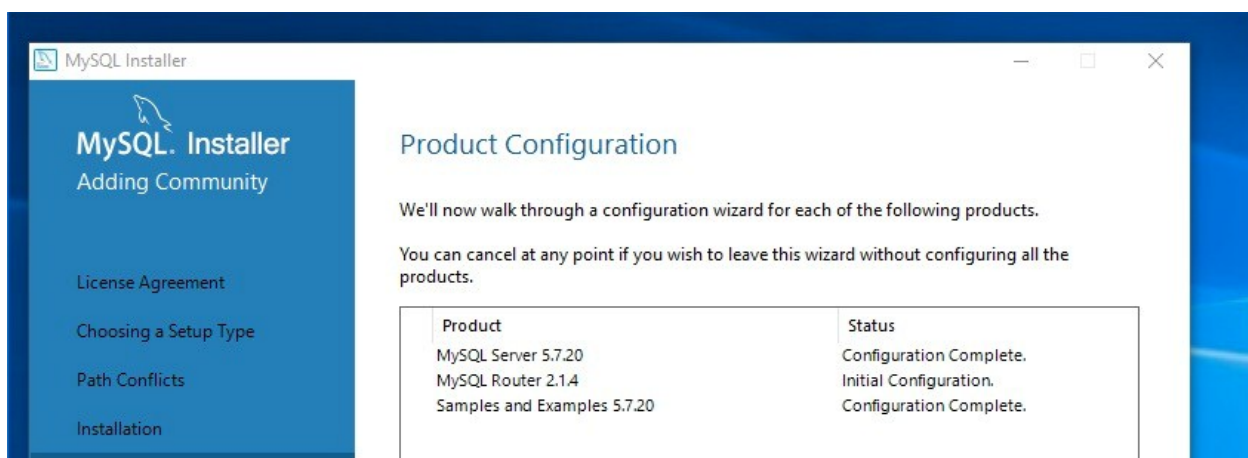 MySQL Installer
MySQL. Installer
Adding Community
License Agreement
Choosing a Setup Type
Path Conflicts
Installation
Product Configuration
We'll now walk through a configuration wizard for each of the following products.
You can cancel at any point if you wish to leave this wizard without configuring all the
products.
Product Status
MySQL Server 5.7.20 Configuration Complete.
MySQL Router 2.1.4 Initial Configuration.
Samples and Examples 5.7.20 Configuration Complete.